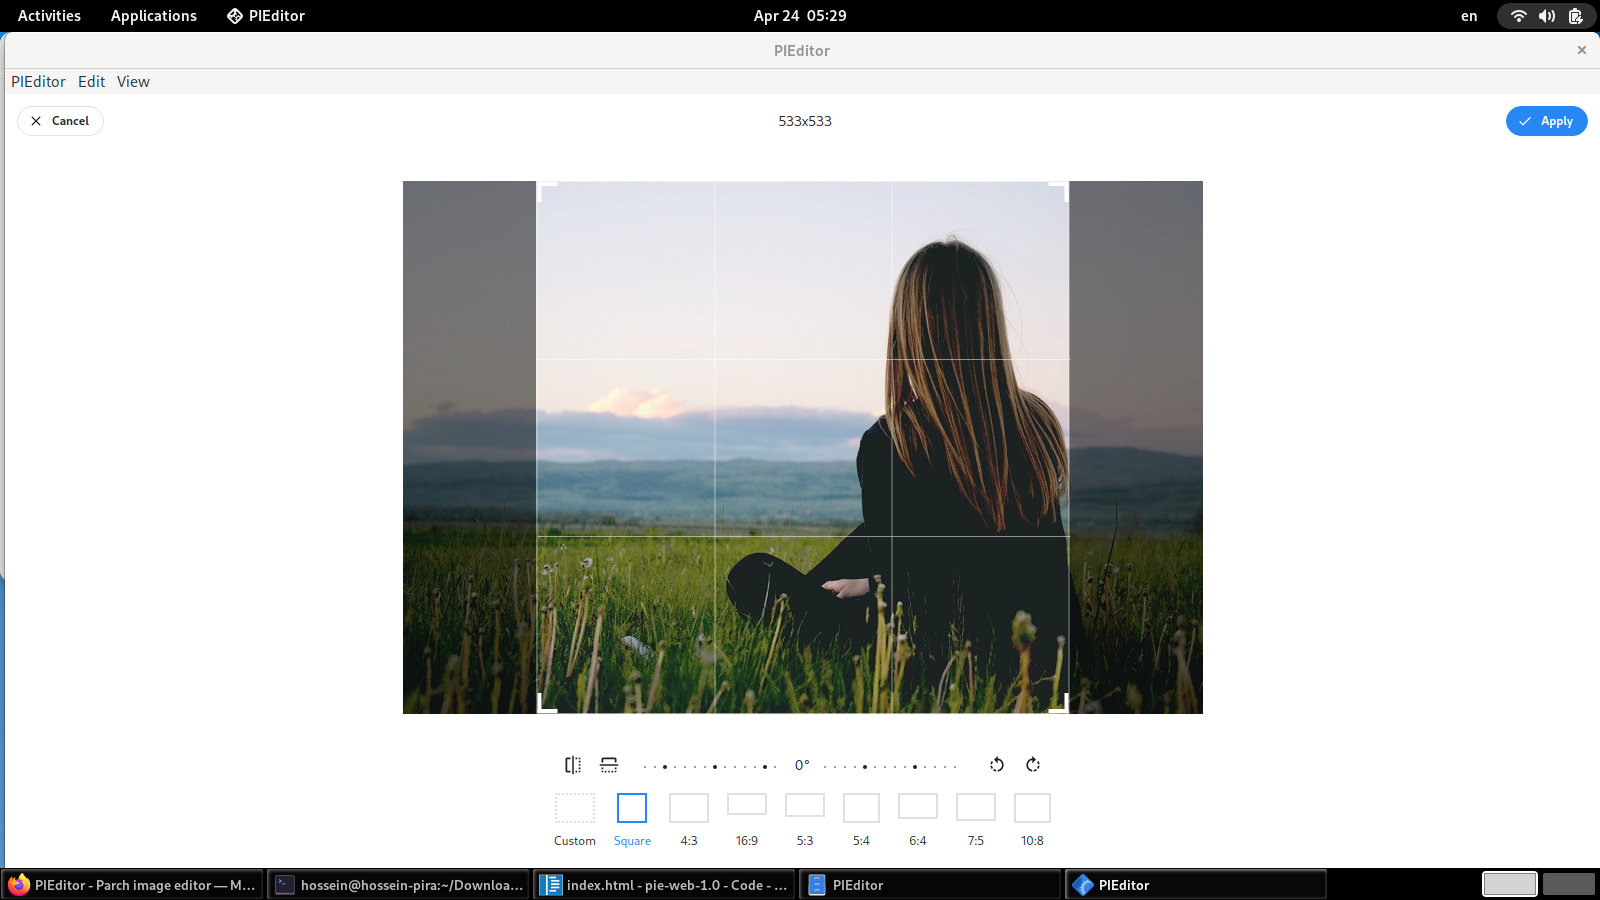 Activities Applications PIEditor Apr 24 05:29 en
PIEditor
PIEditor Edit View
Cancel 533x533 Apply
0°
Custom Square 4:3 16:9 5:3 5:4 6:4 7:5 10:8
PIEditor - Parch image editor — M... hossein@hossein-pira:~/Downloa... index.html - pie-web-1.0 - Code - ... PIEditor PIEditor